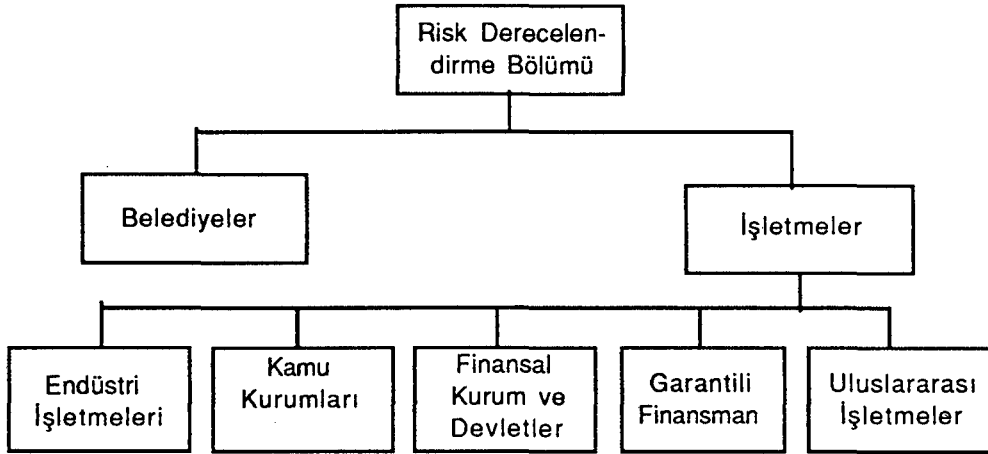 Risk Derecelen-
dirme Bölümü
Belediyeler
İşletmeler
Endüstri
İşletmeleri
Kamu
Kurumları
Finansal
Kurum ve
Devletler
Garantili
Finansman
Uluslararası
İşletmeler